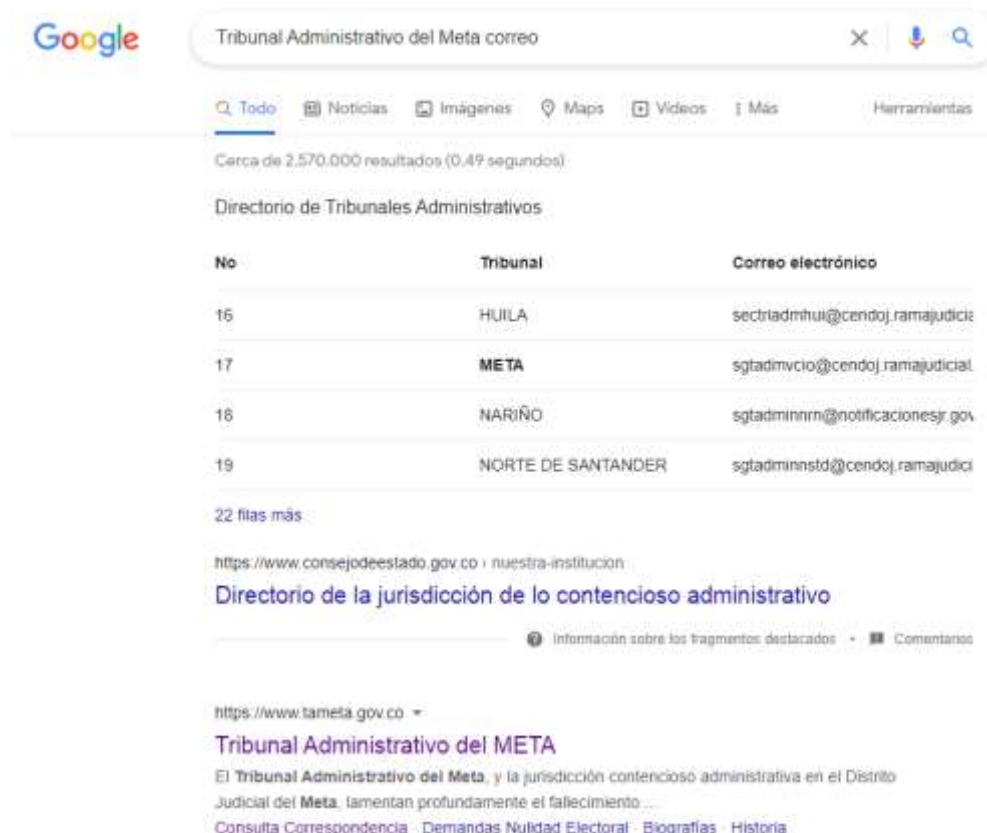 Google
Tribunal Administrativo del Meta correo
Todo Noticias Imágenes Maps Videos Más Herramientas
Cerca de 2.570.000 resultados (0,49 segundos)
Directorio de Tribunales Administrativos
No Tribunal Correo electrónico
16 HUILA sectriadmhui@cendoj.ramajudicia
17 META sgtadmvcio@cendoj.ramajudicial.
18 NARIÑO sgtadminnrn@notificacionesjr.gov
19 NORTE DE SANTANDER sgtadminnstd@cendoj.ramajudici
22 filas más
https://www.consejodeestado.gov.co › nuestra-institucion
Directorio de la jurisdicción de lo contencioso administrativo
Información sobre los fragmentos destacados • Comentarios
https://www.tameta.gov.co
Tribunal Administrativo del META
El Tribunal Administrativo del Meta, y la jurisdicción contencioso administrativa en el Distrito
Judicial del Meta, lamentan profundamente el fallecimiento ...
Consulta Correspondencia · Demandas Nulidad Electoral · Biografías · Historia